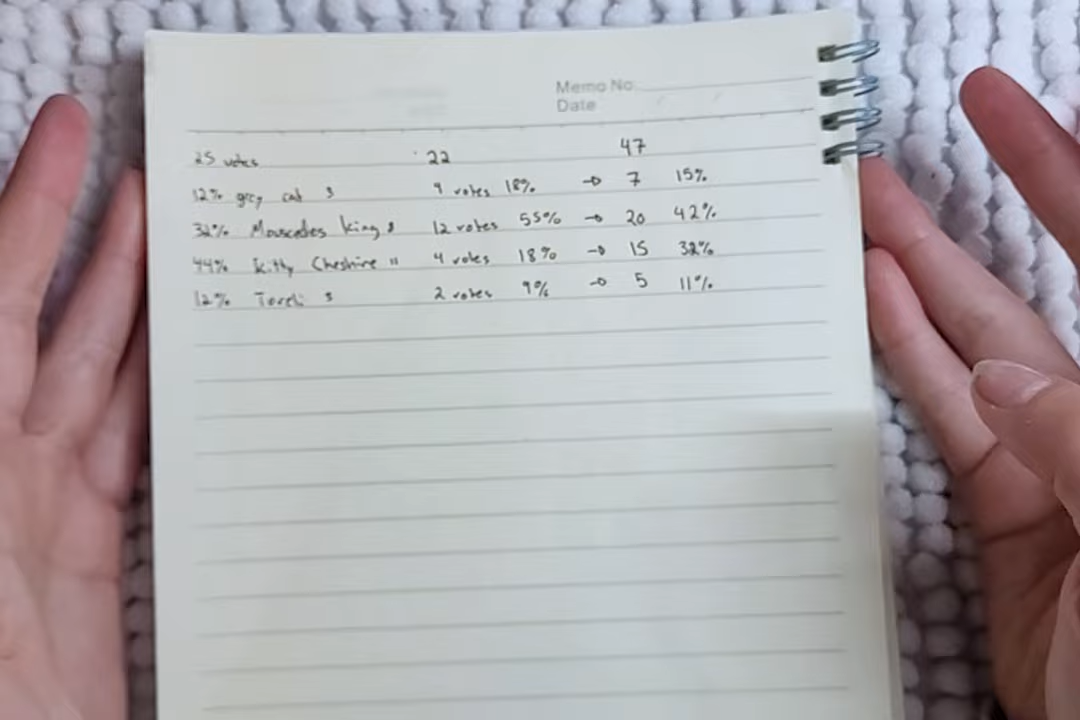 Memo No.
Date
25 votes 22 47
12% grey cat 3 4 votes 18% → 7 15%
32% Mouscades King 8 12 votes 55% → 20 42%
44% Kitty Cheshire 11 4 votes 18% → 15 32%
12% Toreli 3 2 votes 9% → 5 11%